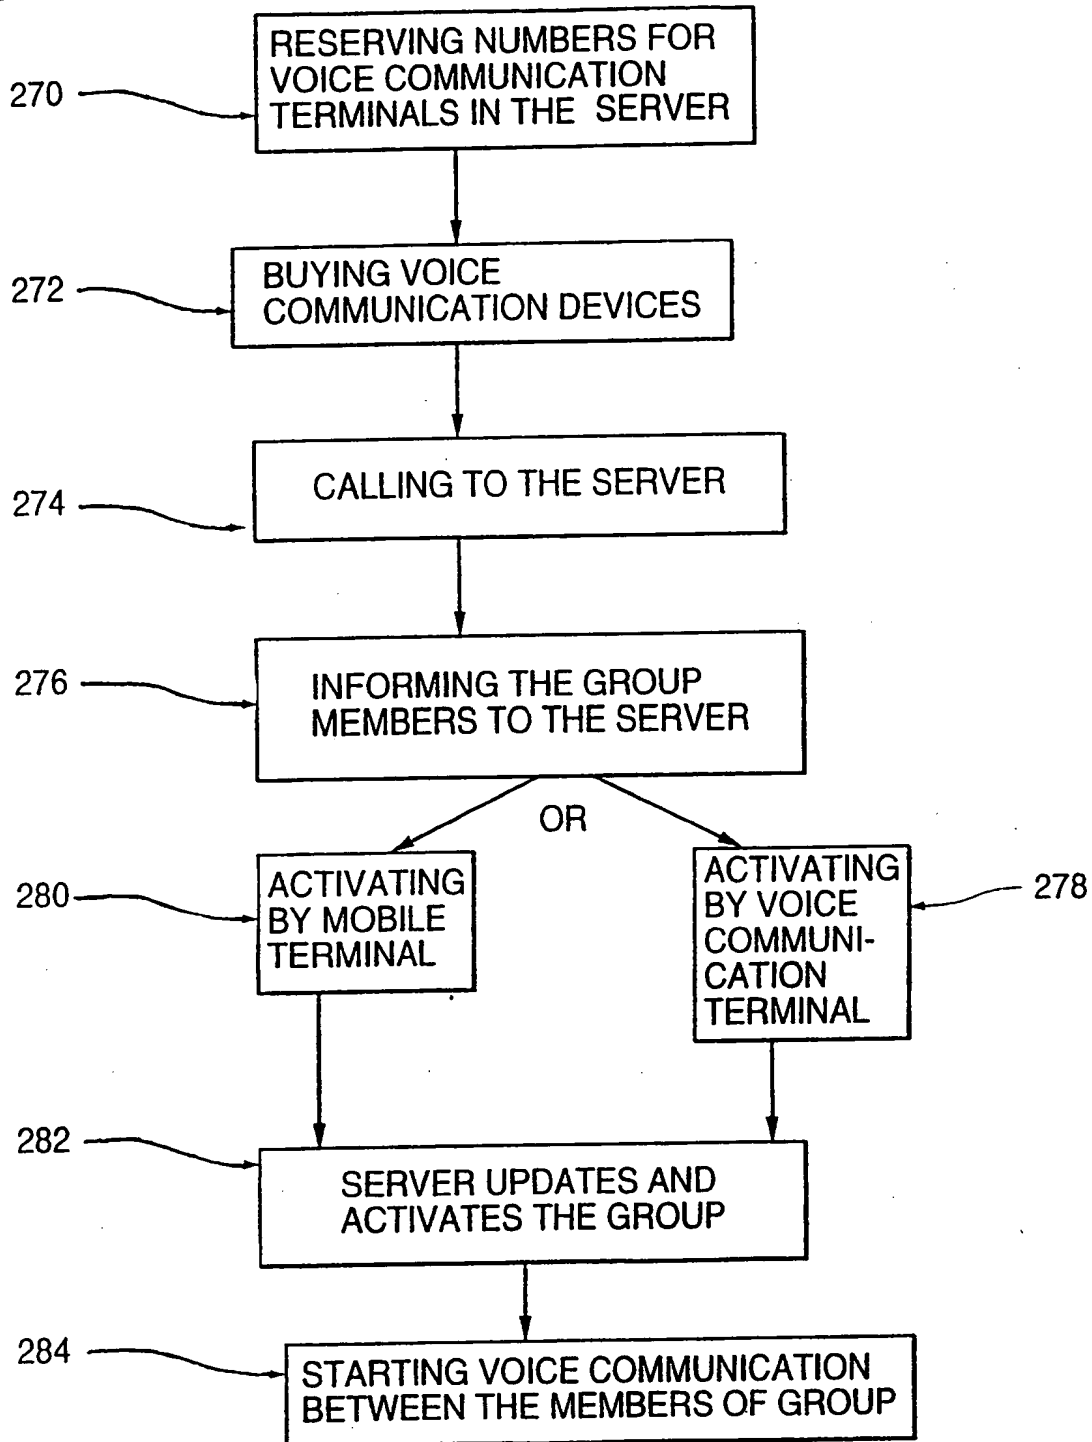 RESERVING NUMBERS FOR
VOICE COMMUNICATION
TERMINALS IN THE SERVER
270
BUYING VOICE
COMMUNICATION DEVICES
272
CALLING TO THE SERVER
274
INFORMING THE GROUP
MEMBERS TO THE SERVER
276
OR
ACTIVATING
BY MOBILE
TERMINAL
280
ACTIVATING
BY VOICE
COMMUNI-
CATION
TERMINAL
278
SERVER UPDATES AND
ACTIVATES THE GROUP
282
STARTING VOICE COMMUNICATION
BETWEEN THE MEMBERS OF GROUP
284